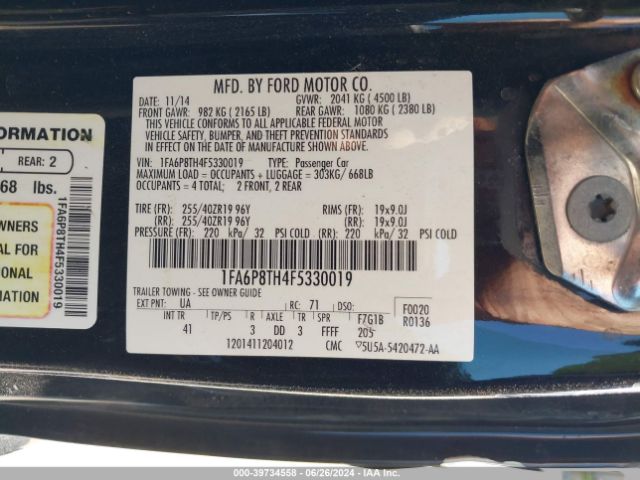 ORMATION
REAR: 2
68 lbs.
WNERS
IAL FOR
IONAL
MATION
1FA6P8TH4F5330019
MFD. BY FORD MOTOR CO.
DATE: 11/14 GVWR: 2041 KG ( 4500 LB)
FRONT GAWR: 982 KG ( 2165 LB) REAR GAWR: 1080 KG ( 2380 LB)
THIS VEHICLE CONFORMS TO ALL APPLICABLE FEDERAL MOTOR
VEHICLE SAFETY, BUMPER, AND THEFT PREVENTION STANDARDS
IN EFFECT ON THE DATE OF MANUFACTURE SHOWN ABOVE.
VIN: 1FA6P8TH4F5330019 TYPE: Passenger Car
MAXIMUM LOAD = OCCUPANTS + LUGGAGE = 303KG/ 668LB
OCCUPANTS = 4 TOTAL; 2 FRONT, 2 REAR
TIRE (FR): 255/40ZR19 96Y RIMS (FR): 19x9.0J
(RR): 255/40ZR19 96Y (RR): 19x9.0J
PRESSURE (FR): 220 kPa/ 32 PSI COLD (RR): 220 kPa/ 32 PSI COLD
1FA6P8TH4F5330019
TRAILER TOWING - SEE OWNER GUIDE
EXT PNT: UA RC: 71 DSO:
INT TR TP/PS R AXLE TR SPR F7G1B F0020
41 3 DD 3 FFFF 205 R0136
1201411204012 CMC 5U5A-5420472-AA
000-39734558 - 06/26/2024 - IAA Inc.